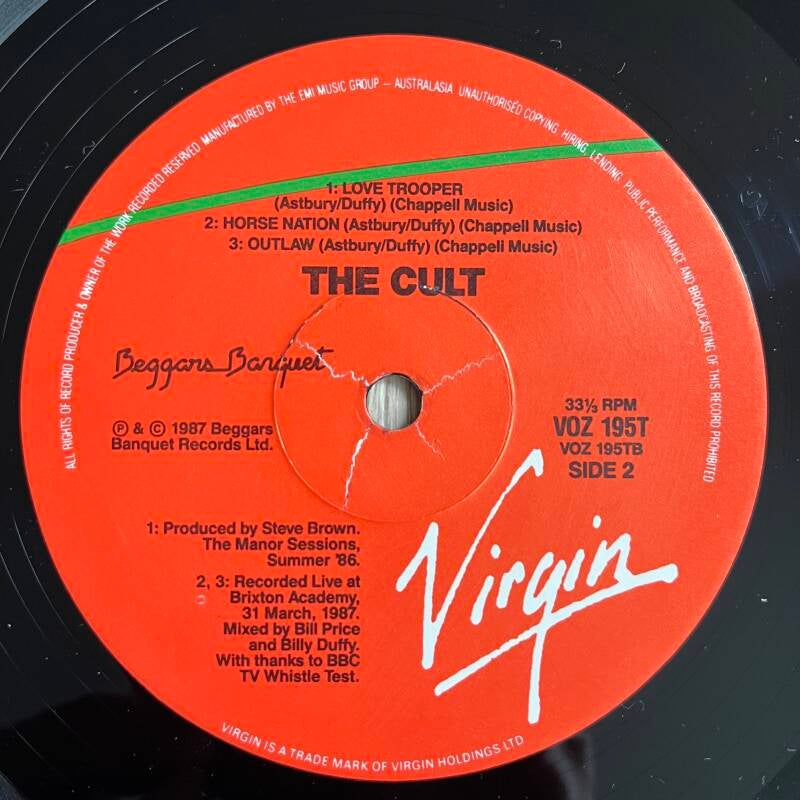 ALL RIGHTS OF RECORD PRODUCER & OWNER OF THE WORK RECORDED RESERVED. MANUFACTURED BY THE EMI MUSIC GROUP – AUSTRALASIA UNAUTHORISED COPYING, HIRING, LENDING, PUBLIC PERFORMANCE AND BROADCASTING OF THIS RECORD PROHIBITED
1: LOVE TROOPER
(Astbury/Duffy) (Chappell Music)
2: HORSE NATION (Astbury/Duffy) (Chappell Music)
3: OUTLAW (Astbury/Duffy) (Chappell Music)
THE CULT
Beggars Banquet
Ⓟ & © 1987 Beggars
Banquet Records Ltd.
33⅓ RPM
VOZ 195T
VOZ 195TB
SIDE 2
1: Produced by Steve Brown.
The Manor Sessions,
Summer '86.
2, 3: Recorded Live at
Brixton Academy,
31 March, 1987.
Mixed by Bill Price
and Billy Duffy.
With thanks to BBC
TV Whistle Test.
Virgin
VIRGIN IS A TRADE MARK OF VIRGIN HOLDINGS LTD